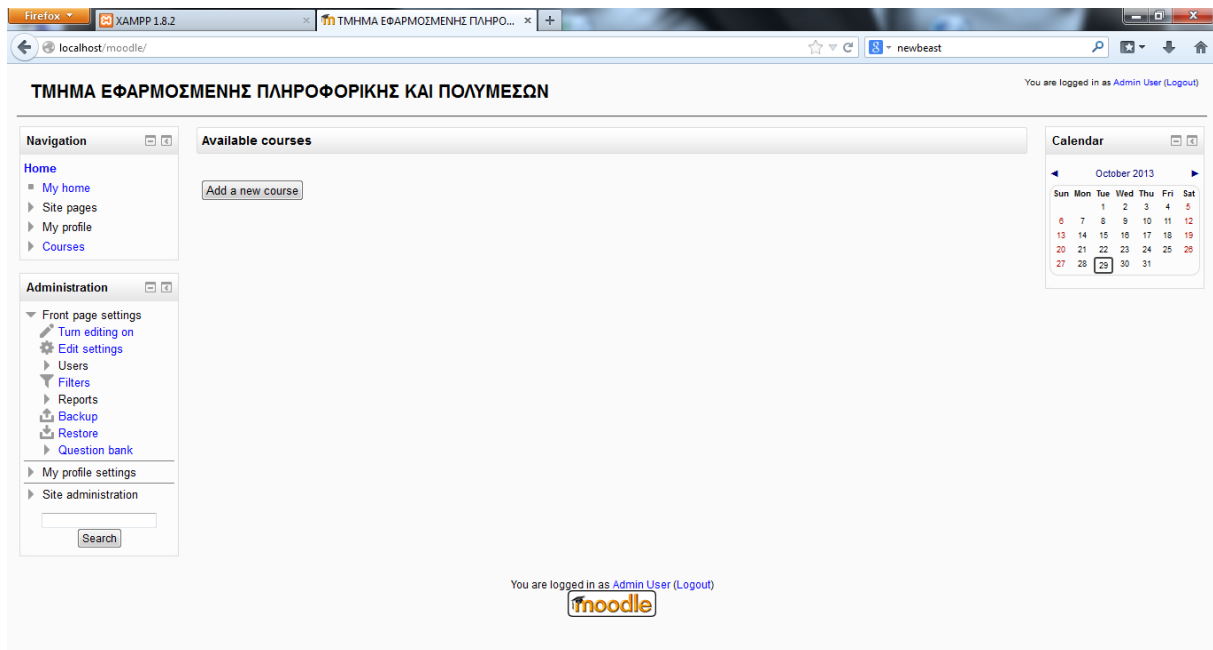 Firefox
XAMPP 1.8.2
ΤΜΗΜΑ ΕΦΑΡΜΟΣΜΕΝΗΣ ΠΛΗΡΟ...
localhost/moodle/
newbeast
ΤΜΗΜΑ ΕΦΑΡΜΟΣΜΕΝΗΣ ΠΛΗΡΟΦΟΡΙΚΗΣ ΚΑΙ ΠΟΛΥΜΕΣΩΝ
You are logged in as Admin User (Logout)
Navigation
Home
My home
Site pages
My profile
Courses
Administration
Front page settings
Turn editing on
Edit settings
Users
Filters
Reports
Backup
Restore
Question bank
My profile settings
Site administration
Search
Available courses
Add a new course
Calendar
October 2013
Sun Mon Tue Wed Thu Fri Sat
1 2 3 4 5
6 7 8 9 10 11 12
13 14 15 16 17 18 19
20 21 22 23 24 25 26
27 28 29 30 31
You are logged in as Admin User (Logout)
moodle